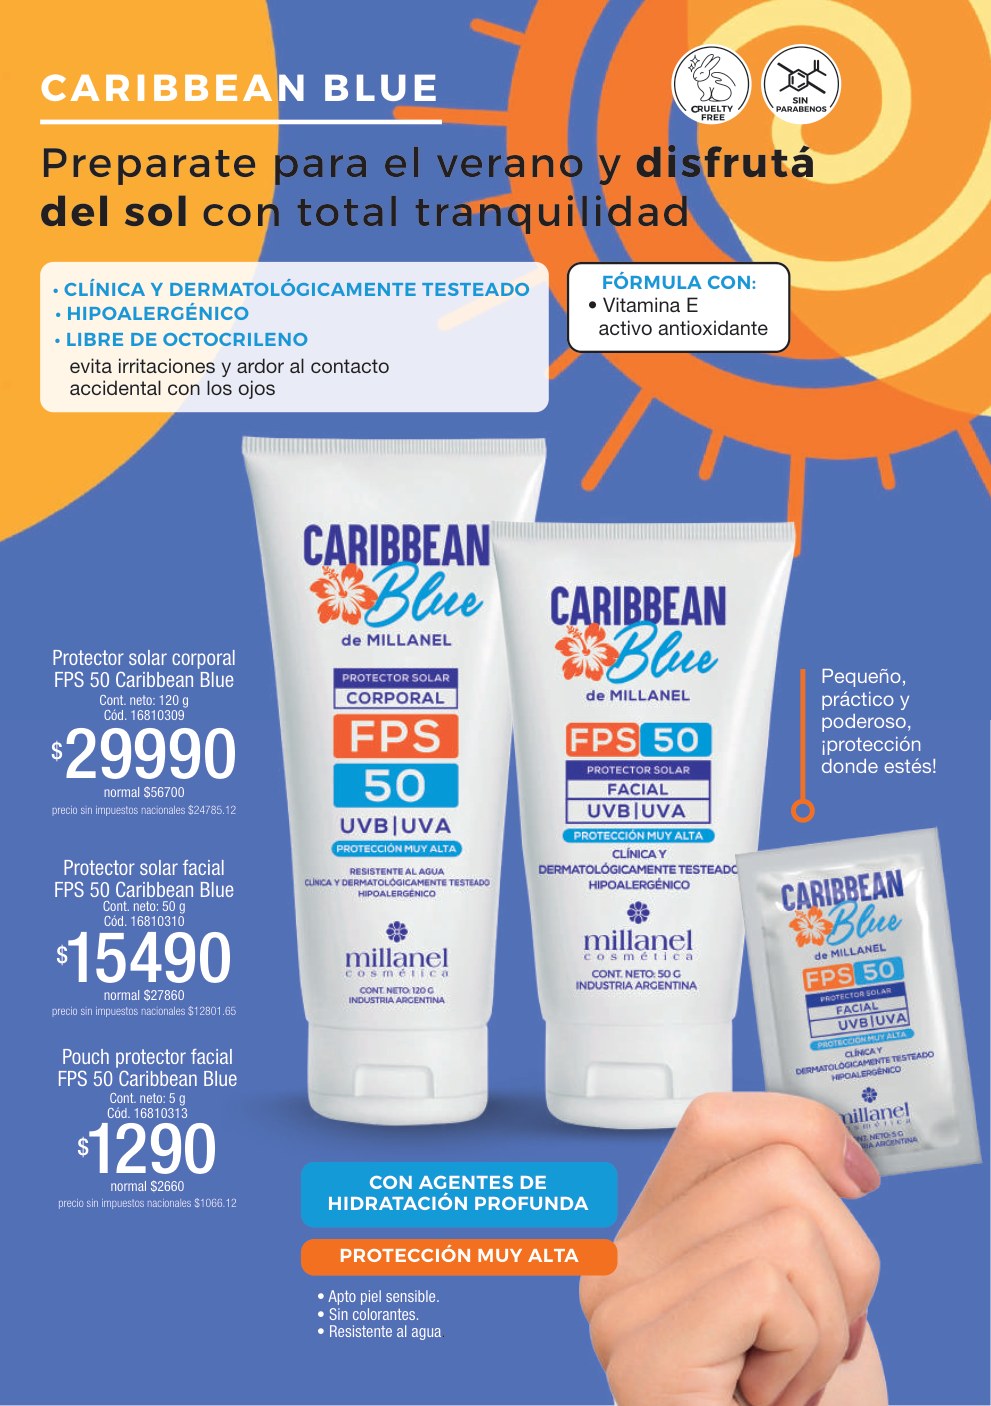 CARIBBEAN BLUE
CRUELTY
FREE
SIN
PARABENOS
Preparate para el verano y disfrutá
del sol con total tranquilidad
• CLÍNICA Y DERMATOLÓGICAMENTE TESTEADO
• HIPOALERGÉNICO
• LIBRE DE OCTOCRILENO
evita irritaciones y ardor al contacto
accidental con los ojos
FÓRMULA CON:
• Vitamina E
activo antioxidante
Protector solar corporal
FPS 50 Caribbean Blue
Cont. neto: 120 g
Cód. 16810309
$29990
normal $56700
precio sin impuestos nacionales $24785.12
Protector solar facial
FPS 50 Caribbean Blue
Cont. neto: 50 g
Cód. 16810310
$15490
normal $27860
precio sin impuestos nacionales $12801.65
Pouch protector facial
FPS 50 Caribbean Blue
Cont. neto: 5 g
Cód. 16810313
$1290
normal $2660
precio sin impuestos nacionales $1066.12
CARIBBEAN
Blue
de MILLANEL
PROTECTOR SOLAR
CORPORAL
FPS
50
UVB|UVA
PROTECCIÓN MUY ALTA
RESISTENTE AL AGUA
CLÍNICA Y DERMATOLÓGICAMENTE TESTEADO
HIPOALERGÉNICO
millanel
cosmética
CONT. NETO: 120 G
INDUSTRIA ARGENTINA
CARIBBEAN
Blue
de MILLANEL
FPS 50
PROTECTOR SOLAR
FACIAL
UVB|UVA
PROTECCIÓN MUY ALTA
CLÍNICA Y
DERMATOLÓGICAMENTE TESTEADO
HIPOALERGÉNICO
millanel
cosmética
CONT. NETO: 50 G
INDUSTRIA ARGENTINA
Pequeño,
práctico y
poderoso,
¡protección
donde estés!
CARIBBEAN
Blue
de MILLANEL
FPS 50
PROTECTOR SOLAR
FACIAL
UVB|UVA
PROTECCIÓN MUY ALTA
CLÍNICA Y
DERMATOLÓGICAMENTE TESTEADO
HIPOALERGÉNICO
millanel
cosmética
NETO: 5 G
ARGENTINA
CON AGENTES DE
HIDRATACIÓN PROFUNDA
PROTECCIÓN MUY ALTA
• Apto piel sensible.
• Sin colorantes.
• Resistente al agua.